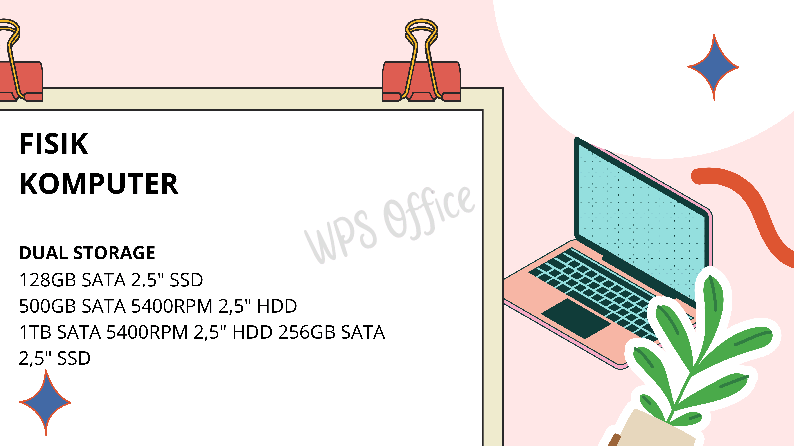 FISIK
KOMPUTER
WPS Office
DUAL STORAGE
128GB SATA 2,5" SSD
500GB SATA 5400RPM 2,5" HDD
1TB SATA 5400RPM 2,5" HDD 256GB SATA
2,5" SSD